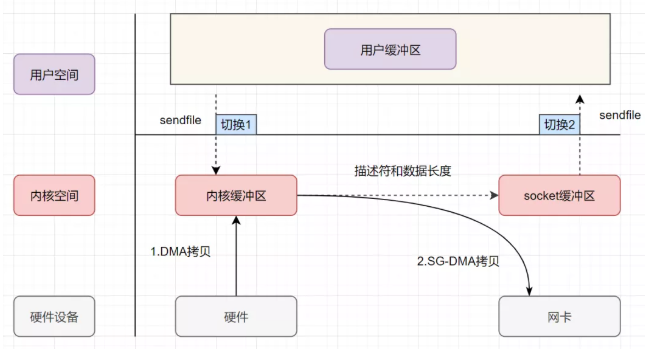 用户空间
用户缓冲区
sendfile
切换1
切换2
sendfile
内核空间
内核缓冲区
描述符和数据长度
socket缓冲区
1.DMA拷贝
2.SG-DMA拷贝
硬件设备
硬件
网卡